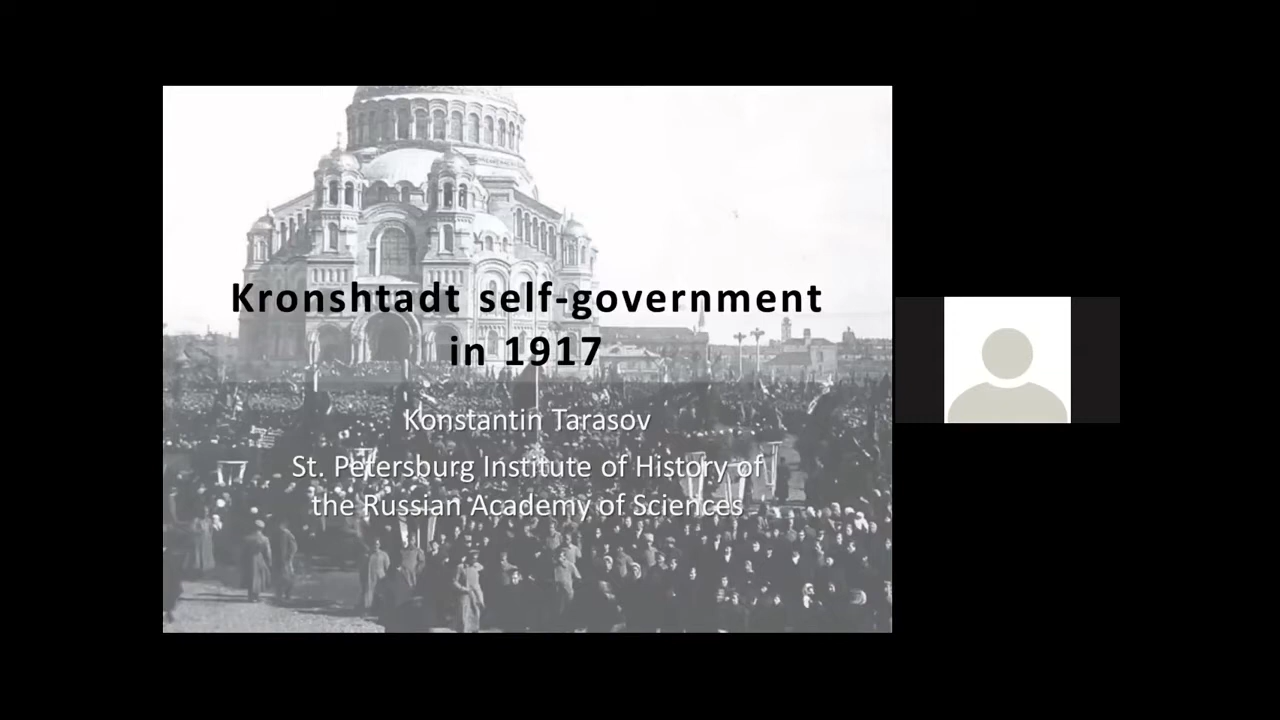 Kronshtadt self-government
in 1917
Konstantin Tarasov
St. Petersburg Institute of History of
the Russian Academy of Sciences